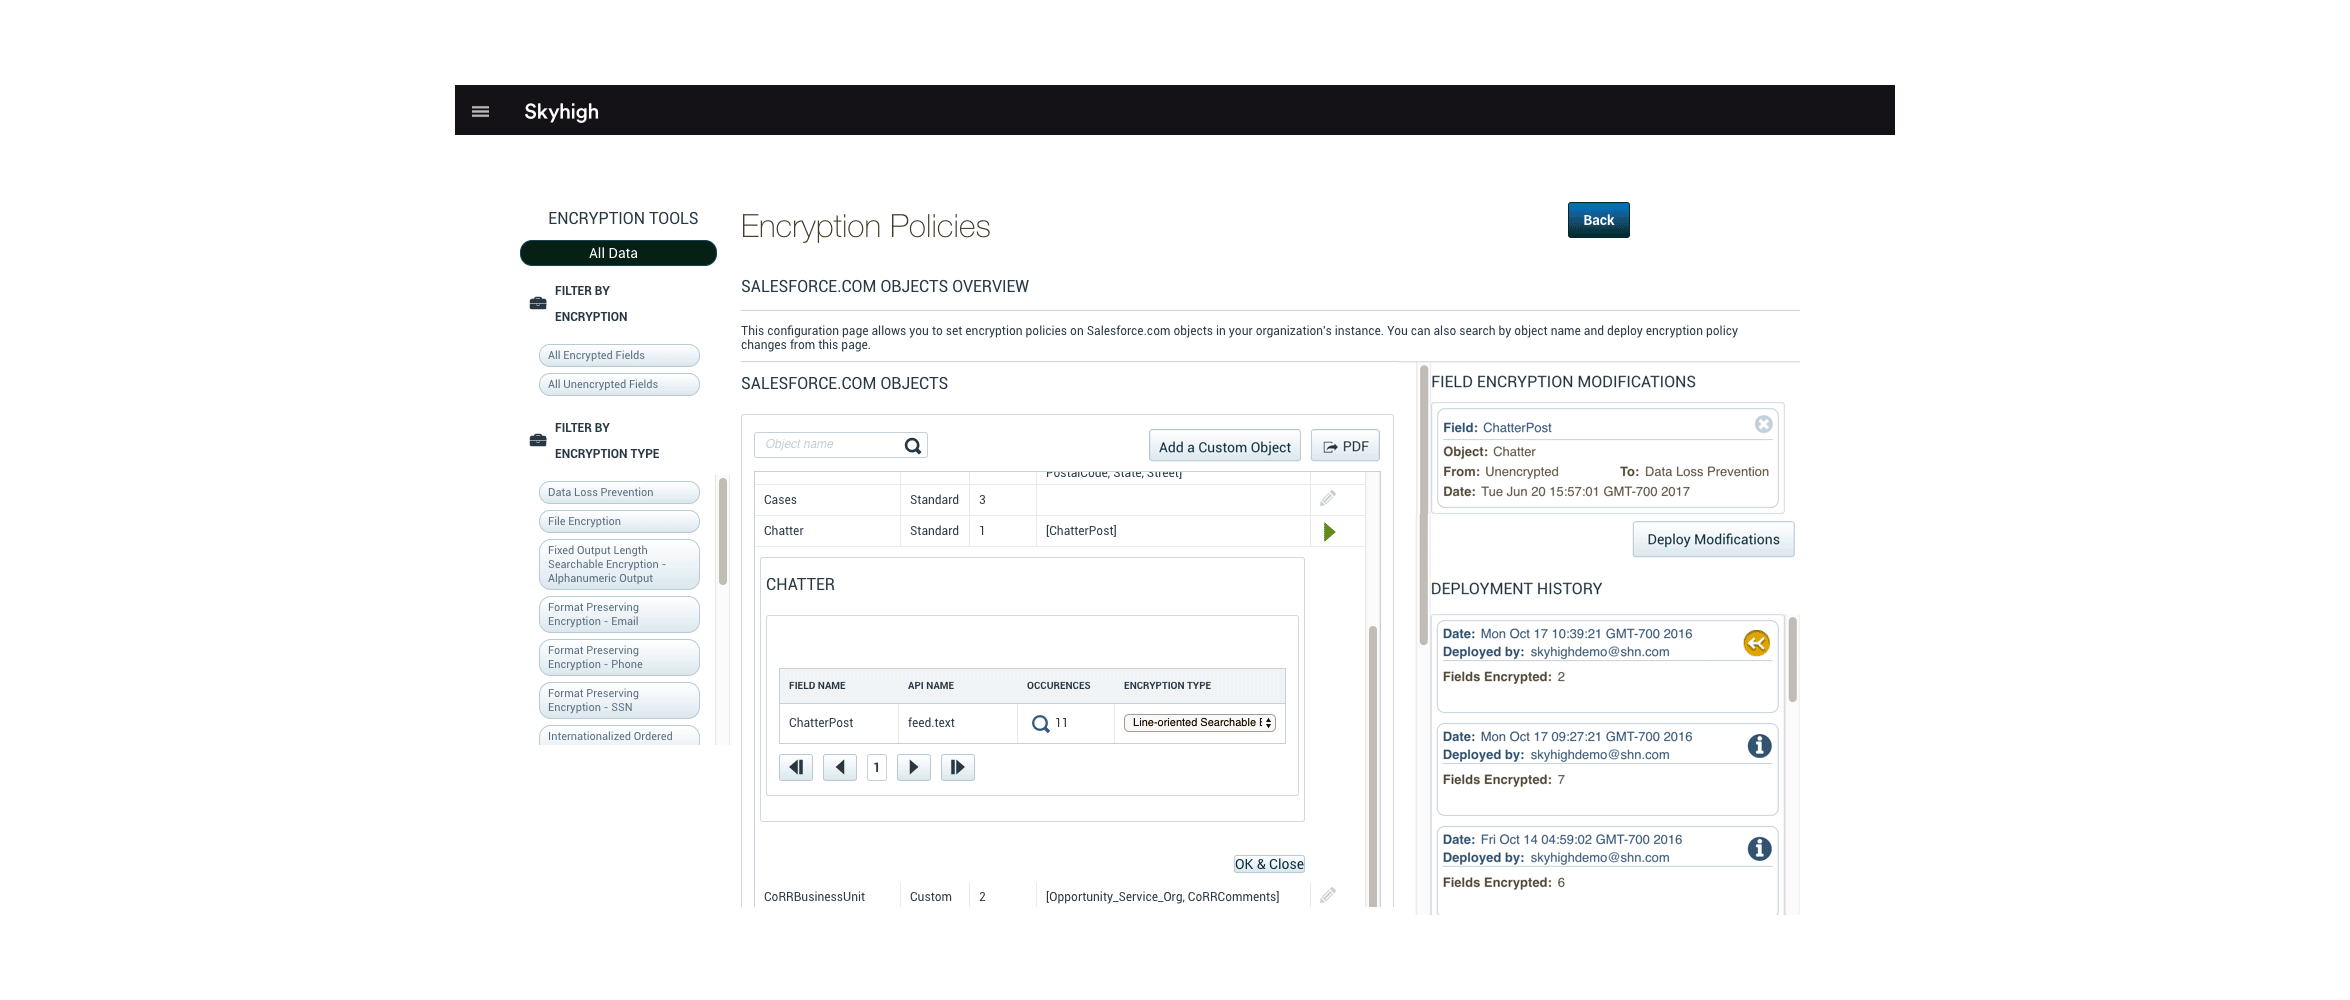 Skyhigh
ENCRYPTION TOOLS
All Data
FILTER BY
ENCRYPTION
All Encrypted Fields
All Unencrypted Fields
FILTER BY
ENCRYPTION TYPE
Data Loss Prevention
File Encryption
Fixed Output Length
Searchable Encryption -
Alphanumeric Output
Format Preserving
Encryption - Email
Format Preserving
Encryption - Phone
Format Preserving
Encryption - SSN
Internationalized Ordered
Encryption Policies
Back
SALESFORCE.COM OBJECTS OVERVIEW
This configuration page allows you to set encryption policies on Salesforce.com objects in your organization's instance. You can also search by object name and deploy encryption policy
changes from this page.
SALESFORCE.COM OBJECTS
Object name
Add a Custom Object
PDF
PostalCode, State, Street]
Cases Standard 3
Chatter Standard 1 [ChatterPost]
CHATTER
FIELD NAME API NAME OCCURENCES ENCRYPTION TYPE
ChatterPost feed.text 11 Line-oriented Searchable E
1
OK & Close
CoRRBusinessUnit Custom 2 [Opportunity_Service_Org, CoRRComments]
FIELD ENCRYPTION MODIFICATIONS
Field: ChatterPost
Object: Chatter
From: Unencrypted To: Data Loss Prevention
Date: Tue Jun 20 15:57:01 GMT-700 2017
Deploy Modifications
DEPLOYMENT HISTORY
Date: Mon Oct 17 10:39:21 GMT-700 2016
Deployed by: skyhighdemo@shn.com
Fields Encrypted: 2
Date: Mon Oct 17 09:27:21 GMT-700 2016
Deployed by: skyhighdemo@shn.com
Fields Encrypted: 7
Date: Fri Oct 14 04:59:02 GMT-700 2016
Deployed by: skyhighdemo@shn.com
Fields Encrypted: 6